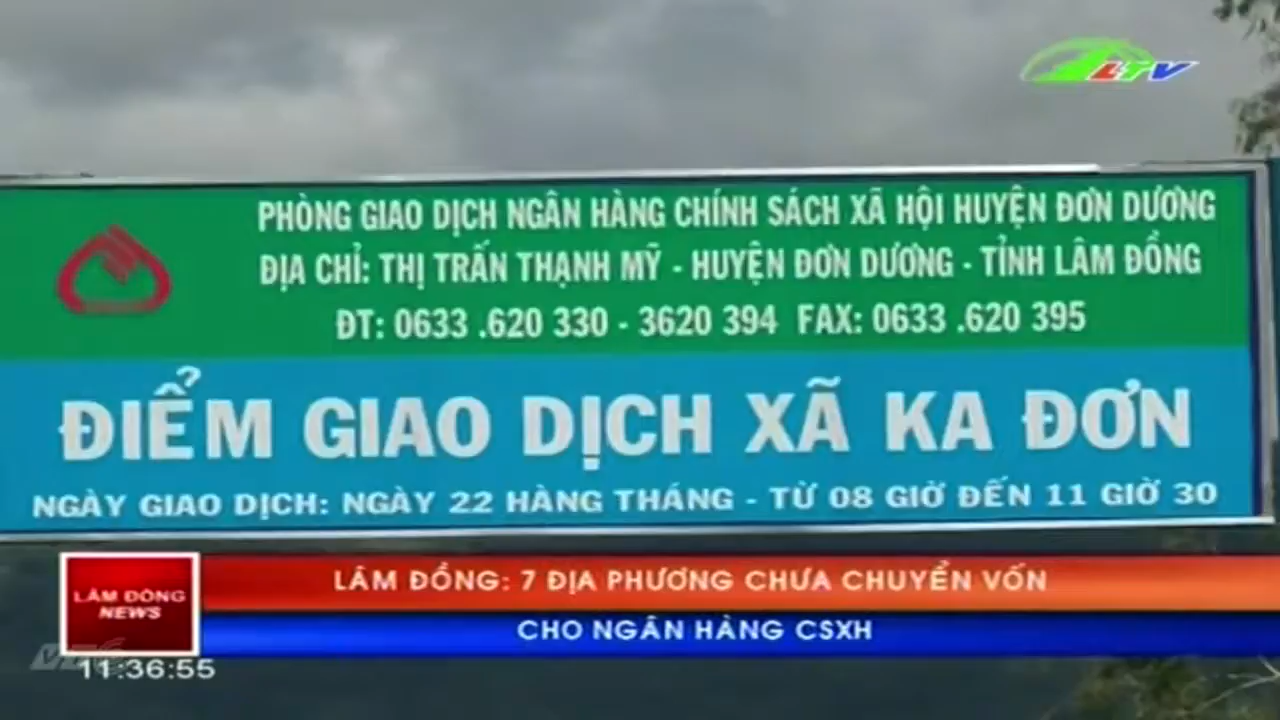 LTV
PHÒNG GIAO DỊCH NGÂN HÀNG CHÍNH SÁCH XÃ HỘI HUYỆN ĐƠN DƯƠNG
ĐỊA CHỈ: THỊ TRẤN THẠNH MỸ - HUYỆN ĐƠN DƯƠNG - TỈNH LÂM ĐỒNG
ĐT: 0633 .620 330 - 3620 394 FAX: 0633 .620 395
ĐIỂM GIAO DỊCH XÃ KA ĐƠN
NGÀY GIAO DỊCH: NGÀY 22 HÀNG THÁNG - TỪ 08 GIỜ ĐẾN 11 GIỜ 30
LÂM ĐỒNG: 7 ĐỊA PHƯƠNG CHƯA CHUYỂN VỐN
CHO NGÂN HÀNG CSXH
LÂM ĐỒNG
NEWS
11:36:55